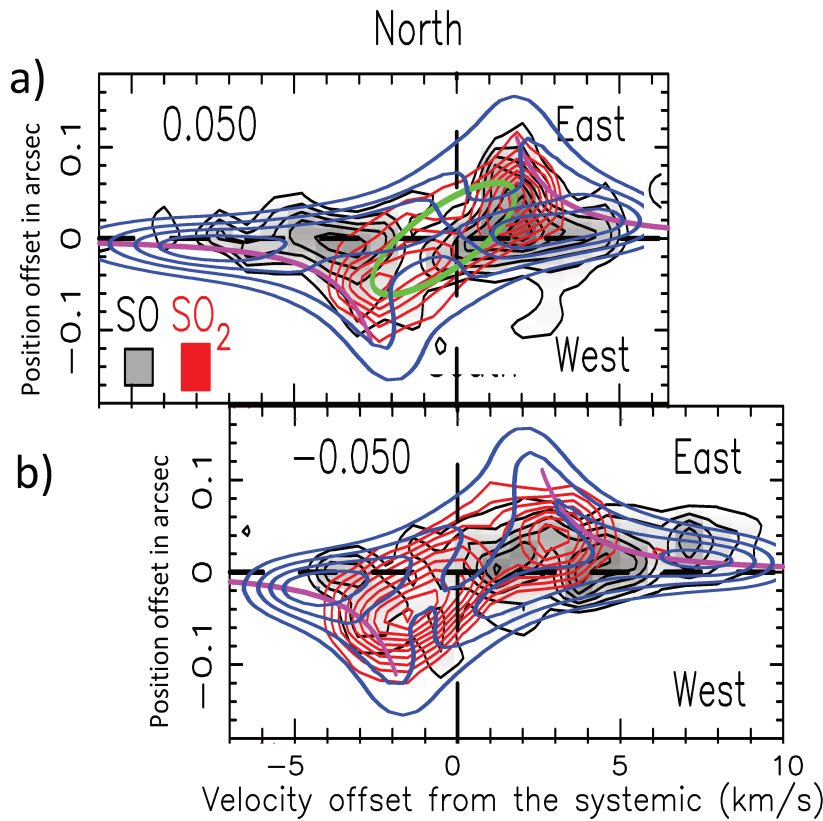 North
a)
0.050
East
Position offset in arcsec
0.1
0
−0.1
SO SO2
West
b)
−0.050
East
Position offset in arcsec
0.1
0
−0.1
West
−5 0 5 10
Velocity offset from the systemic (km/s)